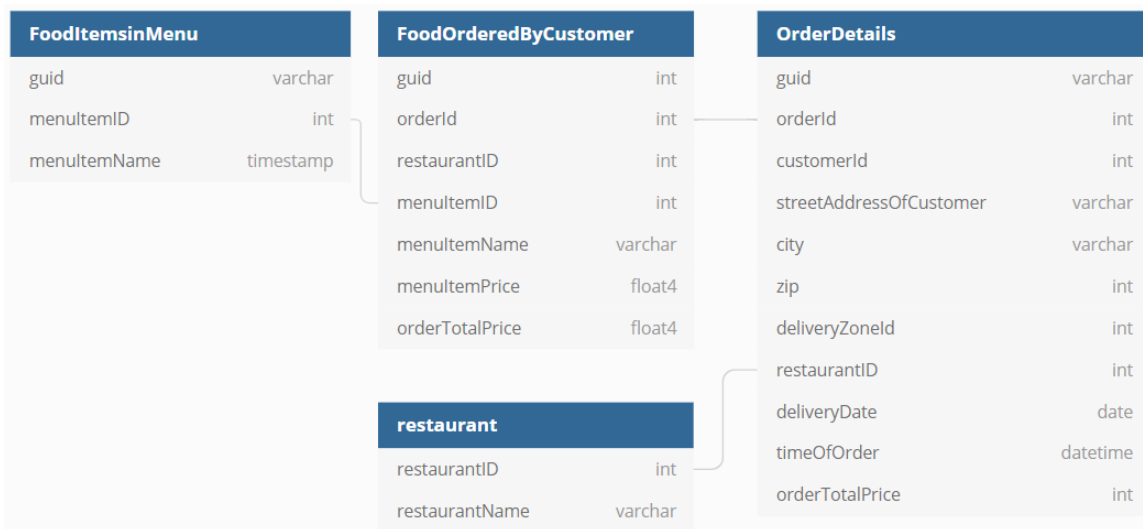 FoodItemsinMenu
guid varchar
menuItemID int
menuItemName timestamp
FoodOrderedByCustomer
guid int
orderId int
restaurantID int
menuItemID int
menuItemName varchar
menuItemPrice float4
orderTotalPrice float4
restaurant
restaurantID int
restaurantName varchar
OrderDetails
guid varchar
orderId int
customerId int
streetAddressOfCustomer varchar
city varchar
zip int
deliveryZoneId int
restaurantID int
deliveryDate date
timeOfOrder datetime
orderTotalPrice int